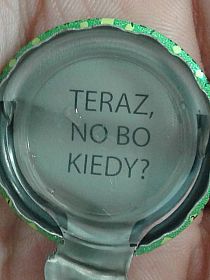 TERAZ,
NO BO
KIEDY?